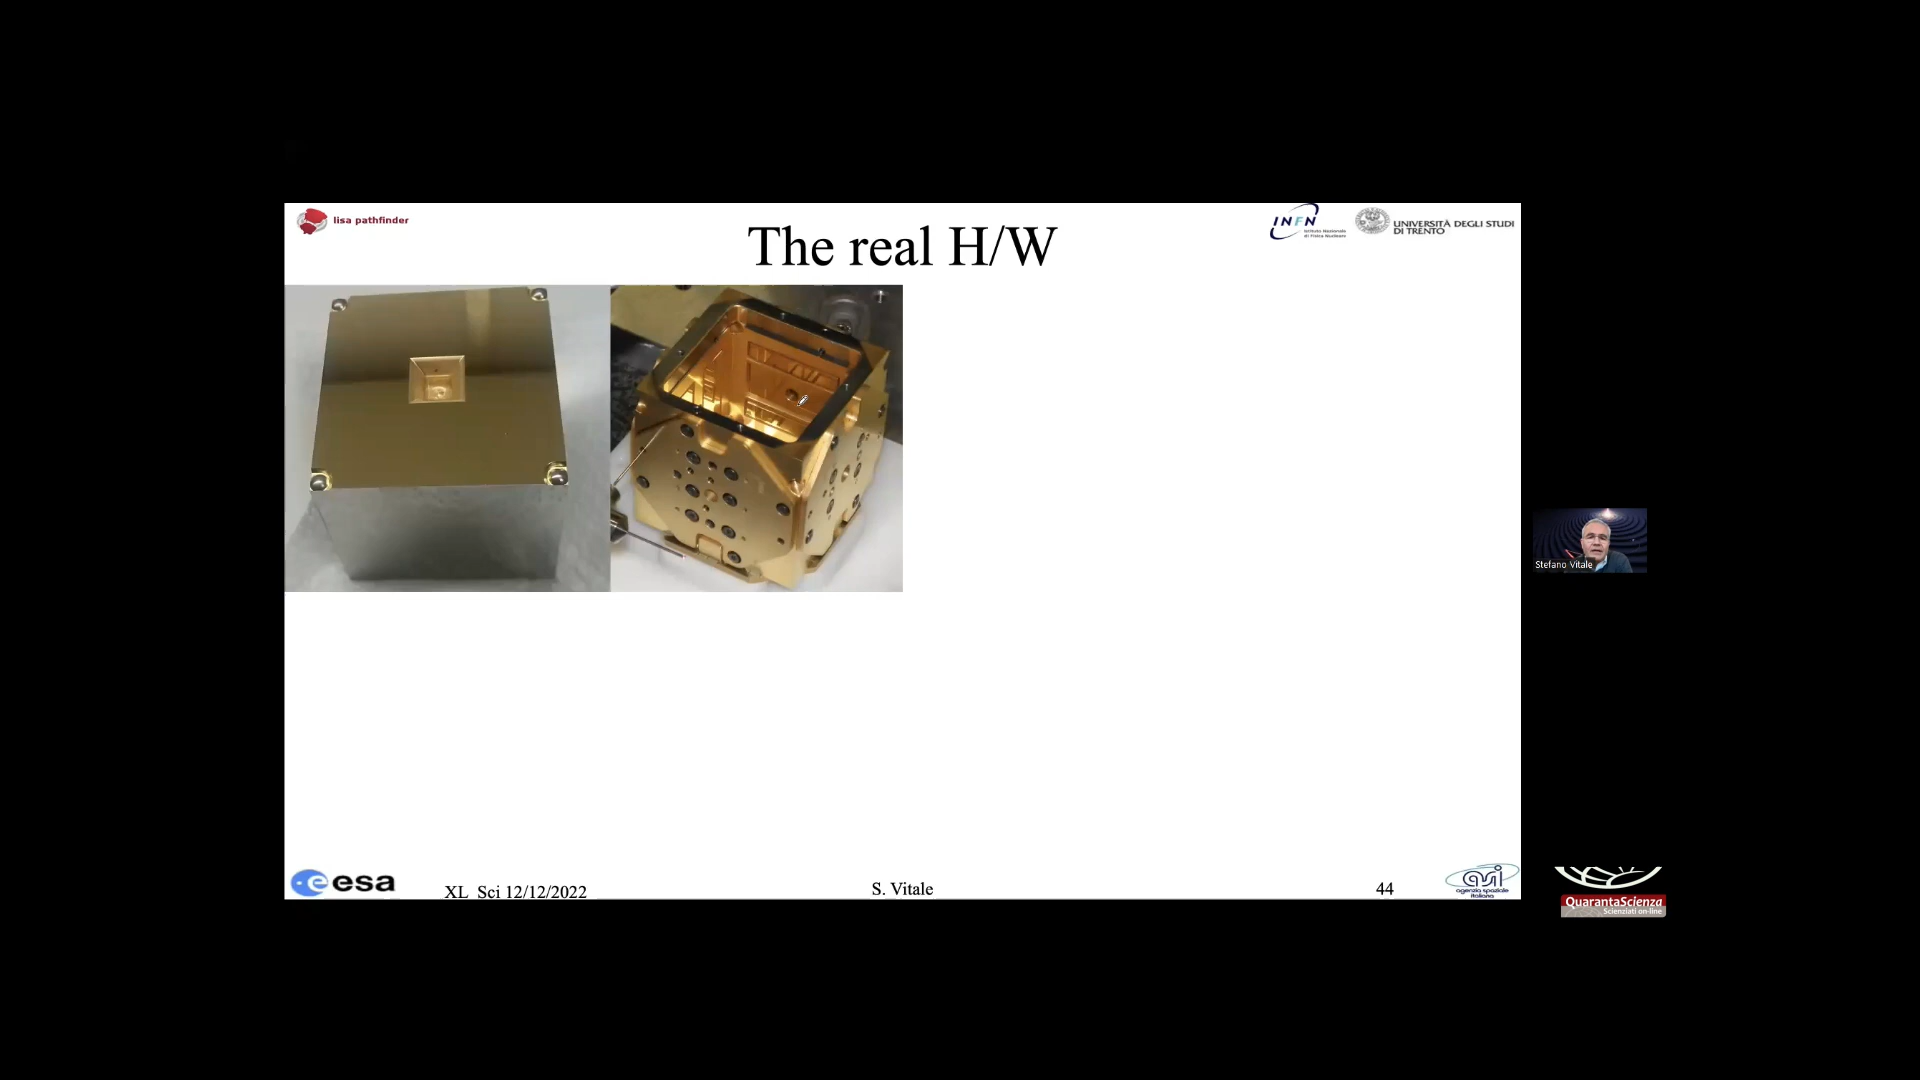 lisa pathfinder
The real H/W
INFN
Istituto Nazionale
di Fisica Nucleare
UNIVERSITÀ DEGLI STUDI
DI TRENTO
Stefano Vitale
esa
XL Sci 12/12/2022
S. Vitale
44
asi
agenzia spaziale
italiana
QuarantaScienza
Scienziati on-line